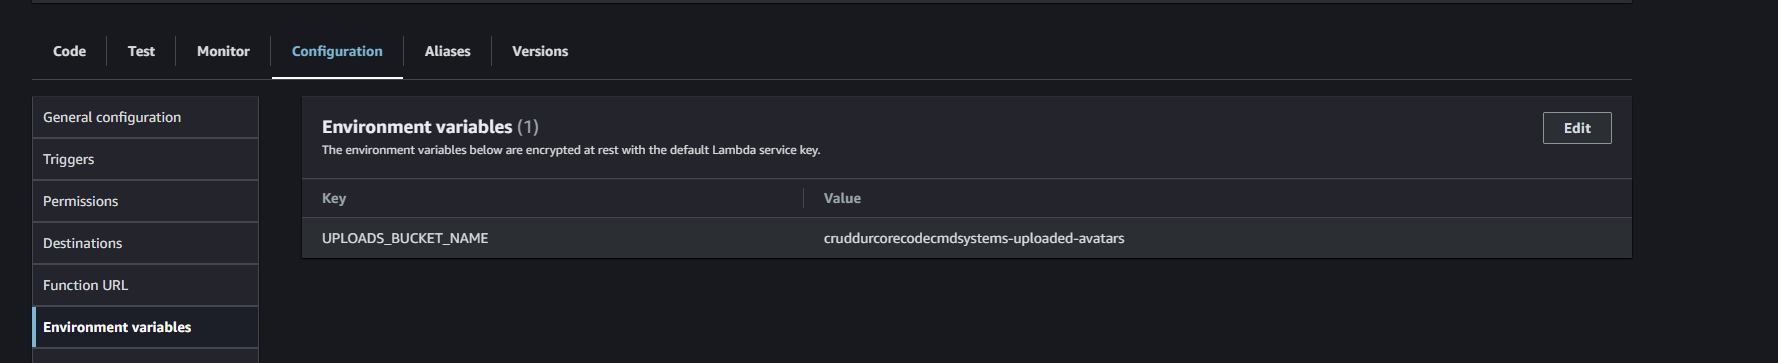 Code Test Monitor Configuration Aliases Versions
General configuration
Triggers
Permissions
Destinations
Function URL
Environment variables
Environment variables (1)
Edit
The environment variables below are encrypted at rest with the default Lambda service key.
Key Value
UPLOADS_BUCKET_NAME cruddurcorecodecmdsystems-uploaded-avatars